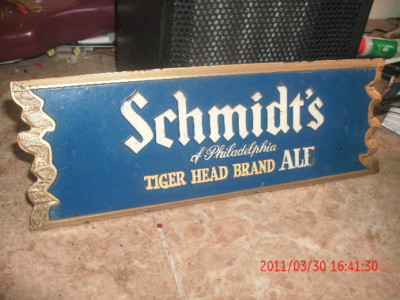 Schmidt's
of Philadelphia
TIGER HEAD BRAND ALE
2011/03/30 16:41:30